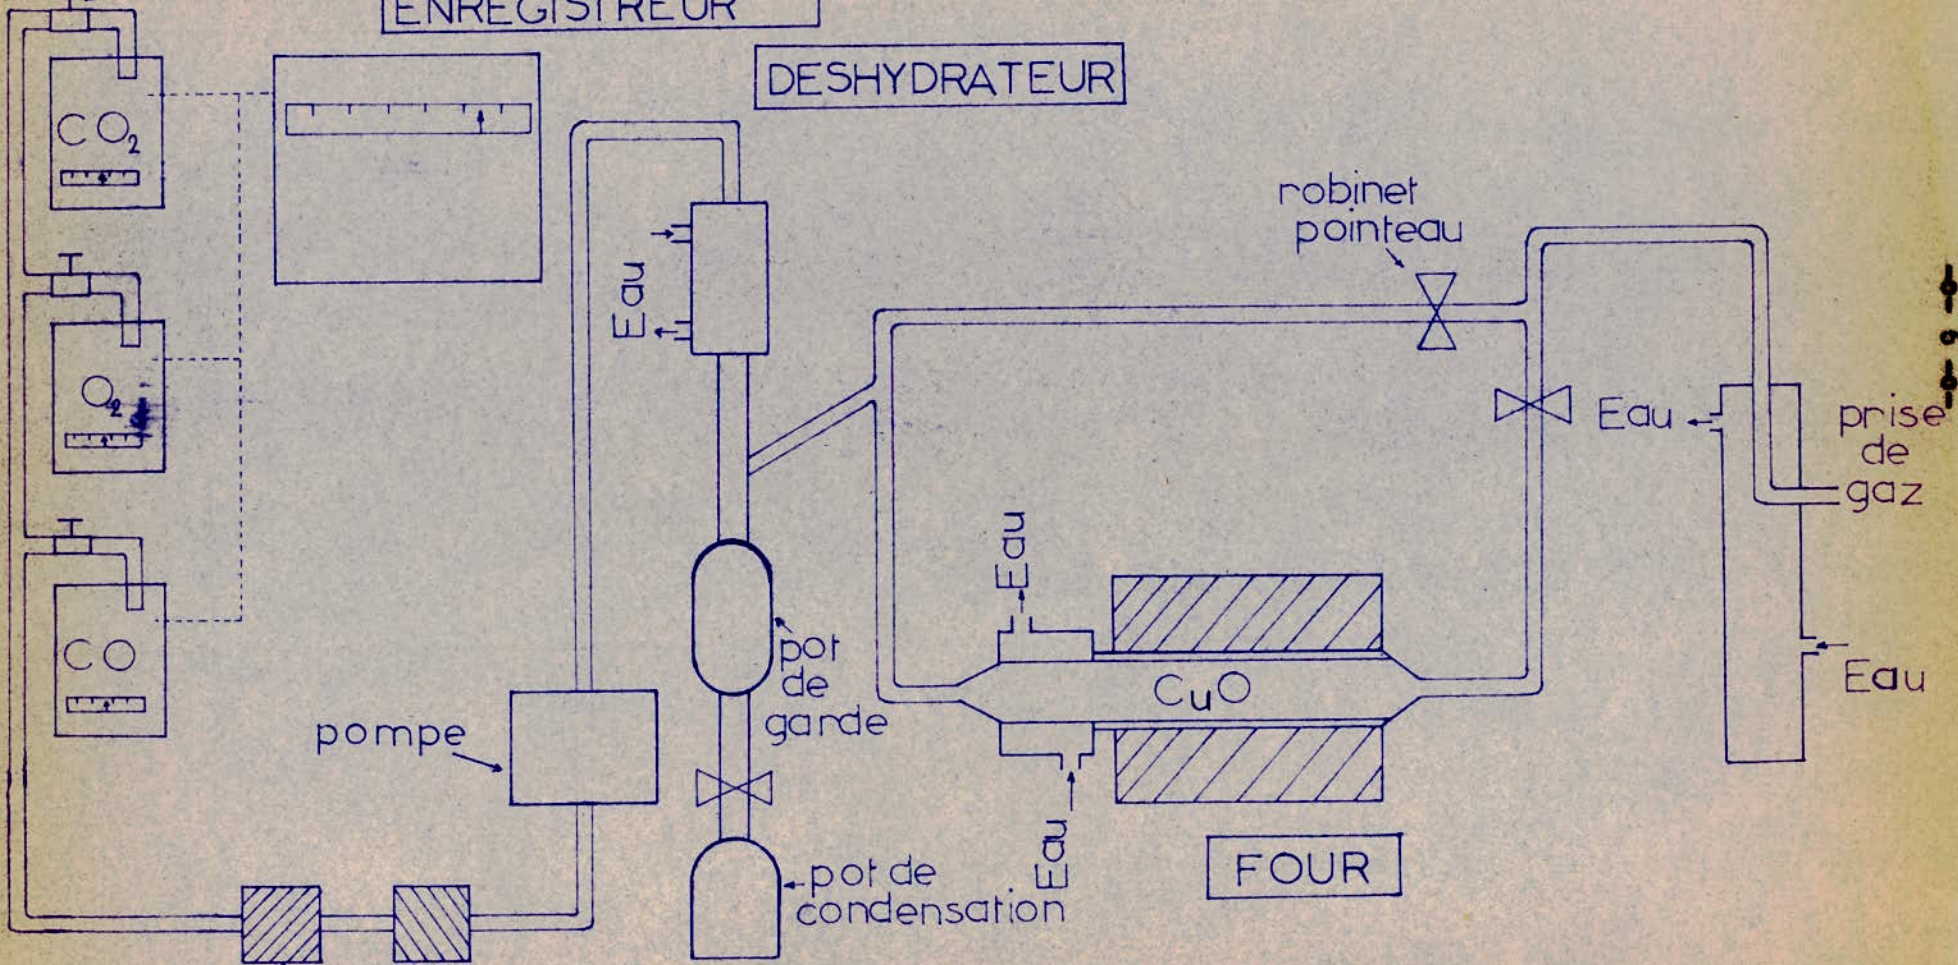 ENREGISTREUR
DESHYDRATEUR
CO₂
O₂
CO
Eau
robinet
pointeau
Eau
prise
de
gaz
Eau
Eau
CuO
pot
de
garde
pompe
Eau
pot de
condensation
FOUR